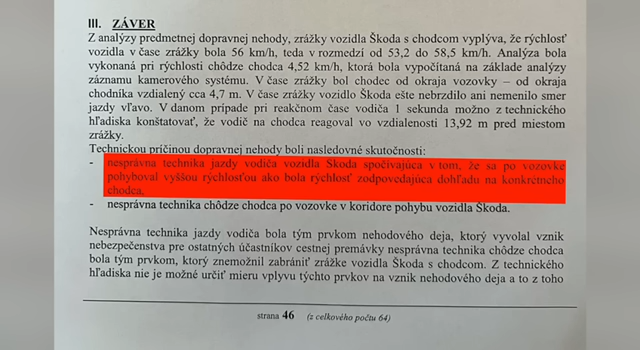 III. ZÁVER
Z analýzy predmetnej dopravnej nehody, zrážky vozidla Škoda s chodcom vyplýva, že rýchlosť
vozidla v čase zrážky bola 56 km/h, teda v rozmedzí od 53,2 do 58,5 km/h. Analýza bola
vykonaná pri rýchlosti chôdze chodca 4,52 km/h, ktorá bola vypočítaná na základe analýzy
záznamu kamerového systému. V čase zrážky bol chodec od okraja vozovky – od okraja
chodníka vzdialený cca 4,7 m. V čase zrážky vozidlo Škoda ešte nebrzdilo ani nemenilo smer
jazdy vľavo. V danom prípade pri reakčnom čase vodiča 1 sekunda možno z technického
hľadiska konštatovať, že vodič na chodca reagoval vo vzdialenosti 13,92 m pred miestom
zrážky.
Technickou príčinou dopravnej nehody boli nasledovné skutočnosti:
- nesprávna technika jazdy vodiča vozidla Škoda spočívajúca v tom, že sa po vozovke
pohyboval vyššou rýchlosťou ako bola rýchlosť zodpovedajúca dohľadu na konkrétneho
chodca,
- nesprávna technika chôdze chodca po vozovke v koridore pohybu vozidla Škoda.
Nesprávna technika jazdy vodiča bola tým prvkom nehodového deja, ktorý vyvolal vznik
nebezpečenstva pre ostatných účastníkov cestnej premávky nesprávna technika chôdze chodca
bola tým prvkom, ktorý znemožnil zabrániť zrážke vozidla Škoda s chodcom. Z technického
hľadiska nie je možné určiť mieru vplyvu týchto prvkov na vznik nehodového deja a to z toho
strana 46 (z celkového počtu 64)